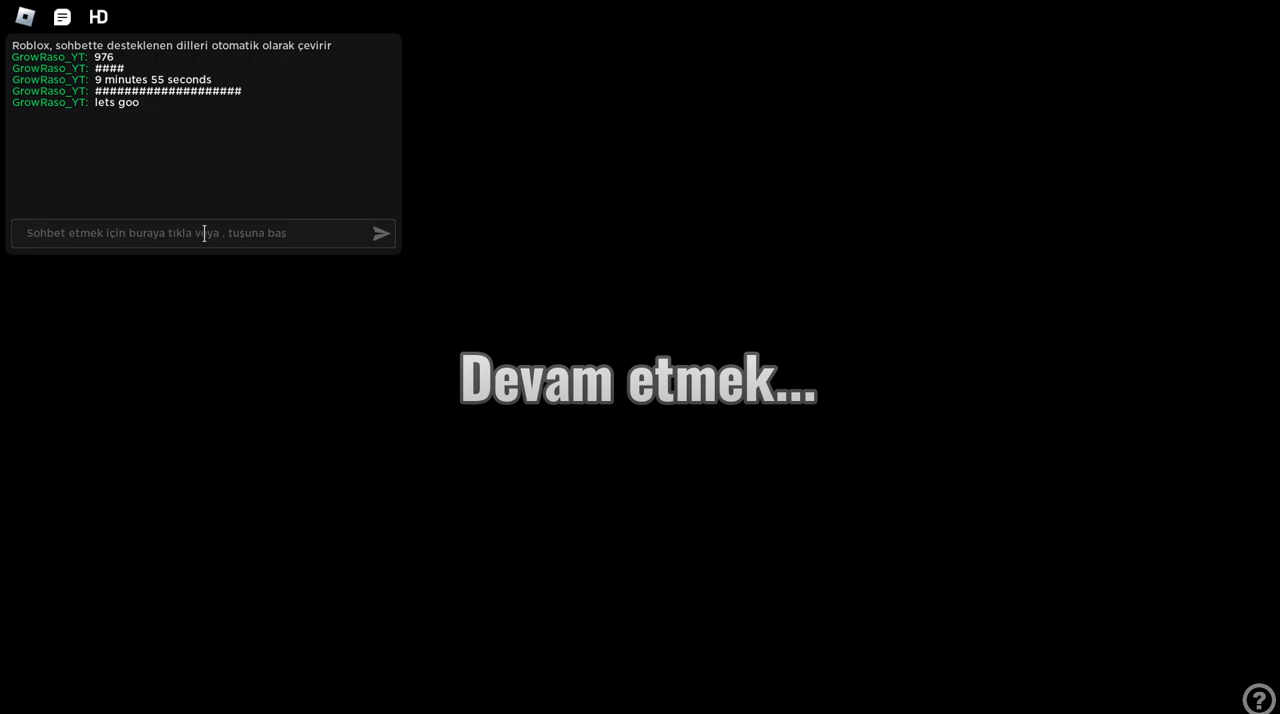 HD
Roblox, sohbette desteklenen dilleri otomatik olarak çevirir
GrowRaso_YT: 976
GrowRaso_YT: ####
GrowRaso_YT: 9 minutes 55 seconds
GrowRaso_YT: ####################
GrowRaso_YT: lets goo
Sohbet etmek için buraya tıkla veya . tuşuna bas
Devam etmek...
?